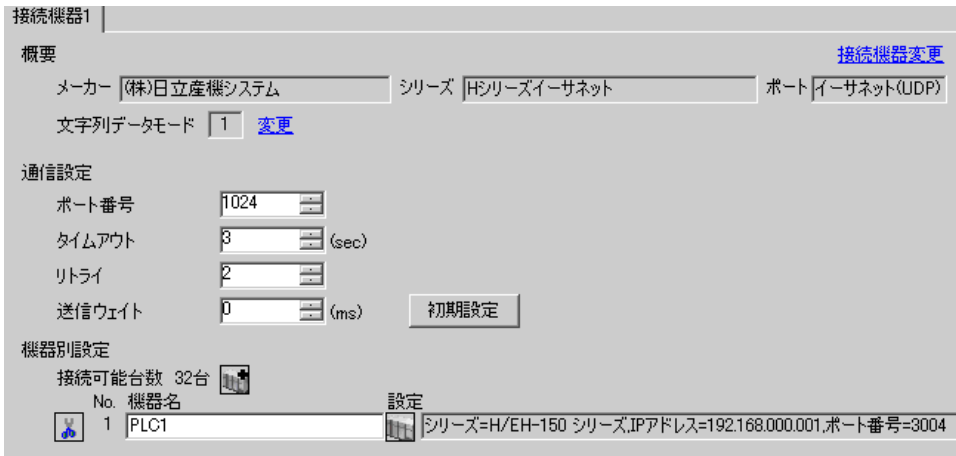 接続機器1
概要 接続機器変更
メーカー (株)日立産機システム シリーズ Hシリーズイーサネット ポート イーサネット(UDP)
文字列データモード 1 変更
通信設定
ポート番号 1024
タイムアウト 3 (sec)
リトライ 2
送信ウェイト 0 (ms) 初期設定
機器別設定
接続可能台数 32台
No. 機器名 設定
1 PLC1 シリーズ=H/EH-150 シリーズ,IPアドレス=192.168.000.001,ポート番号=3004